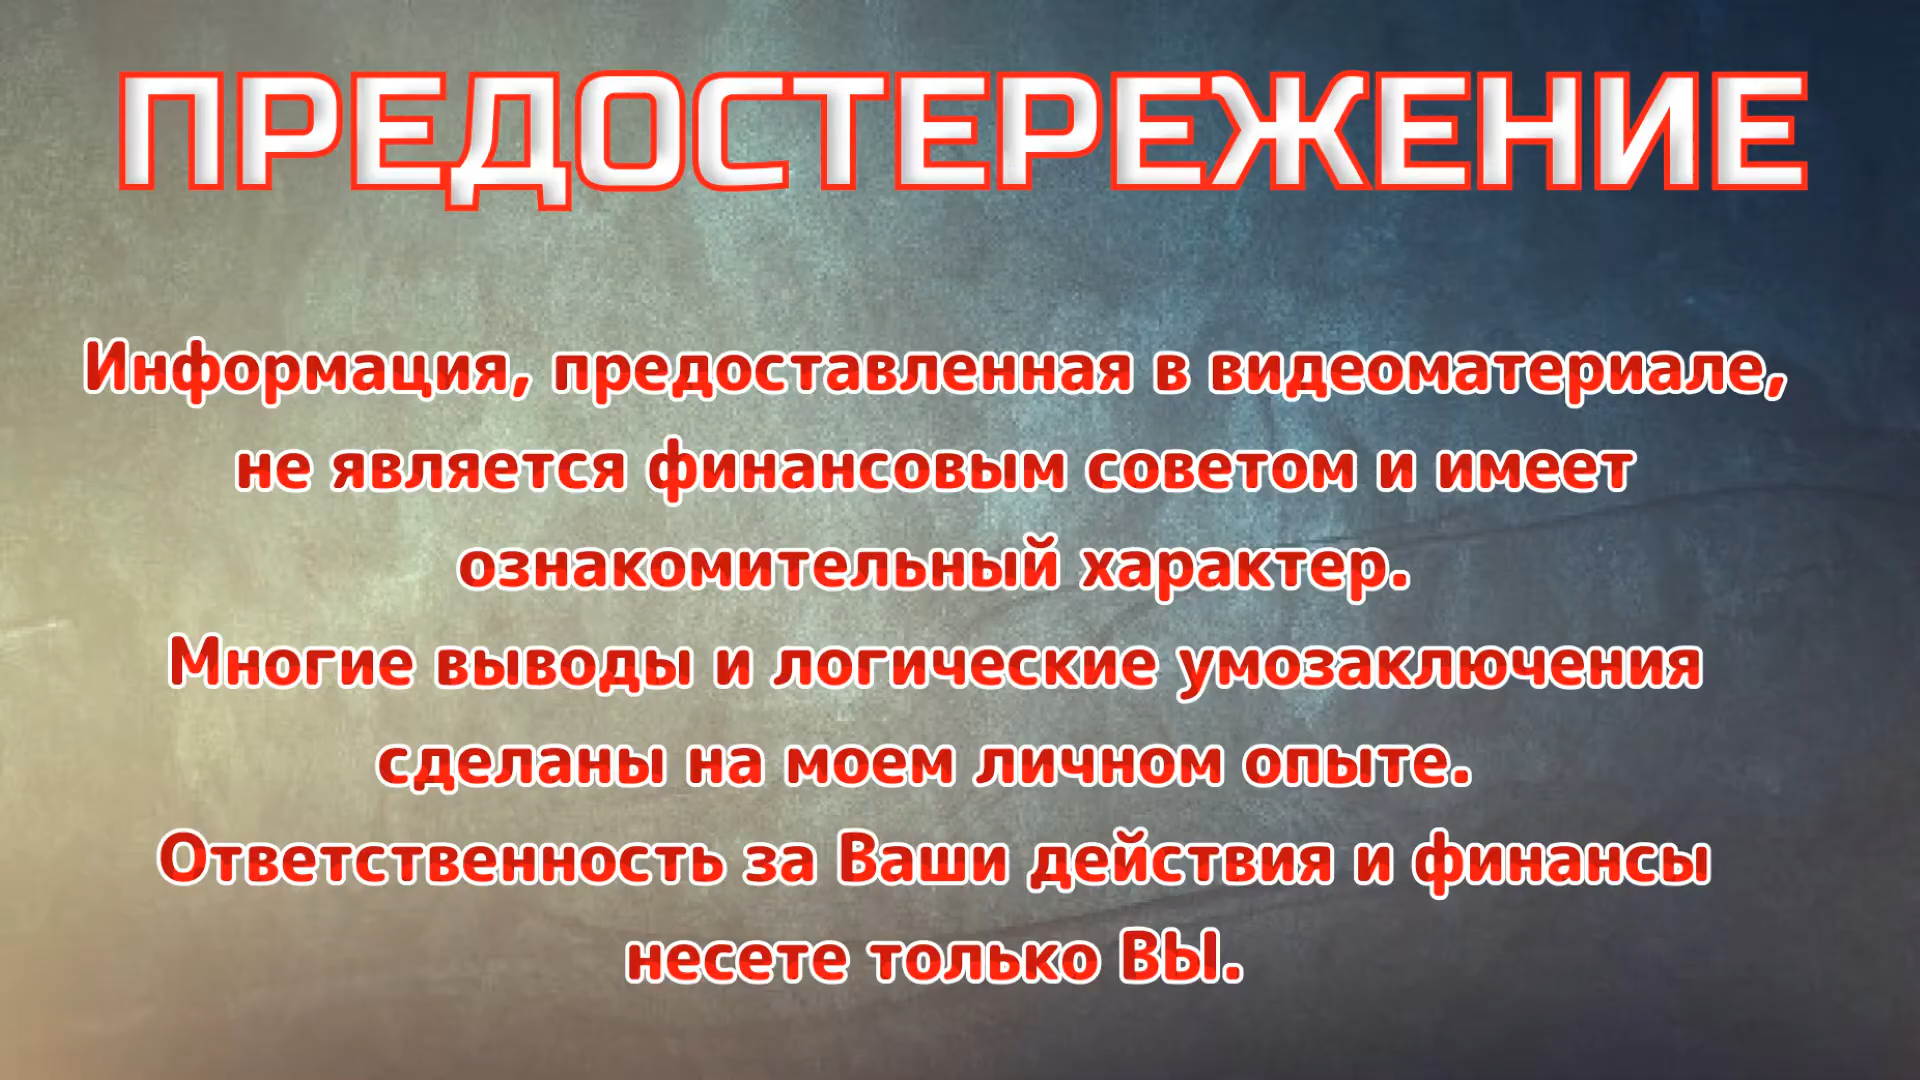 ПРЕДОСТЕРЕЖЕНИЕ
Информация, предоставленная в видеоматериале,
не является финансовым советом и имеет
ознакомительный характер.
Многие выводы и логические умозаключения
сделаны на моем личном опыте.
Ответственность за Ваши действия и финансы
несете только ВЫ.